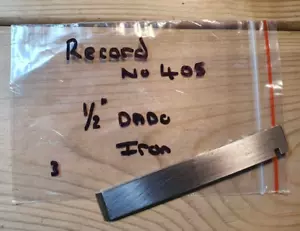 Record
No 405
1/2" DADO
Iron
3